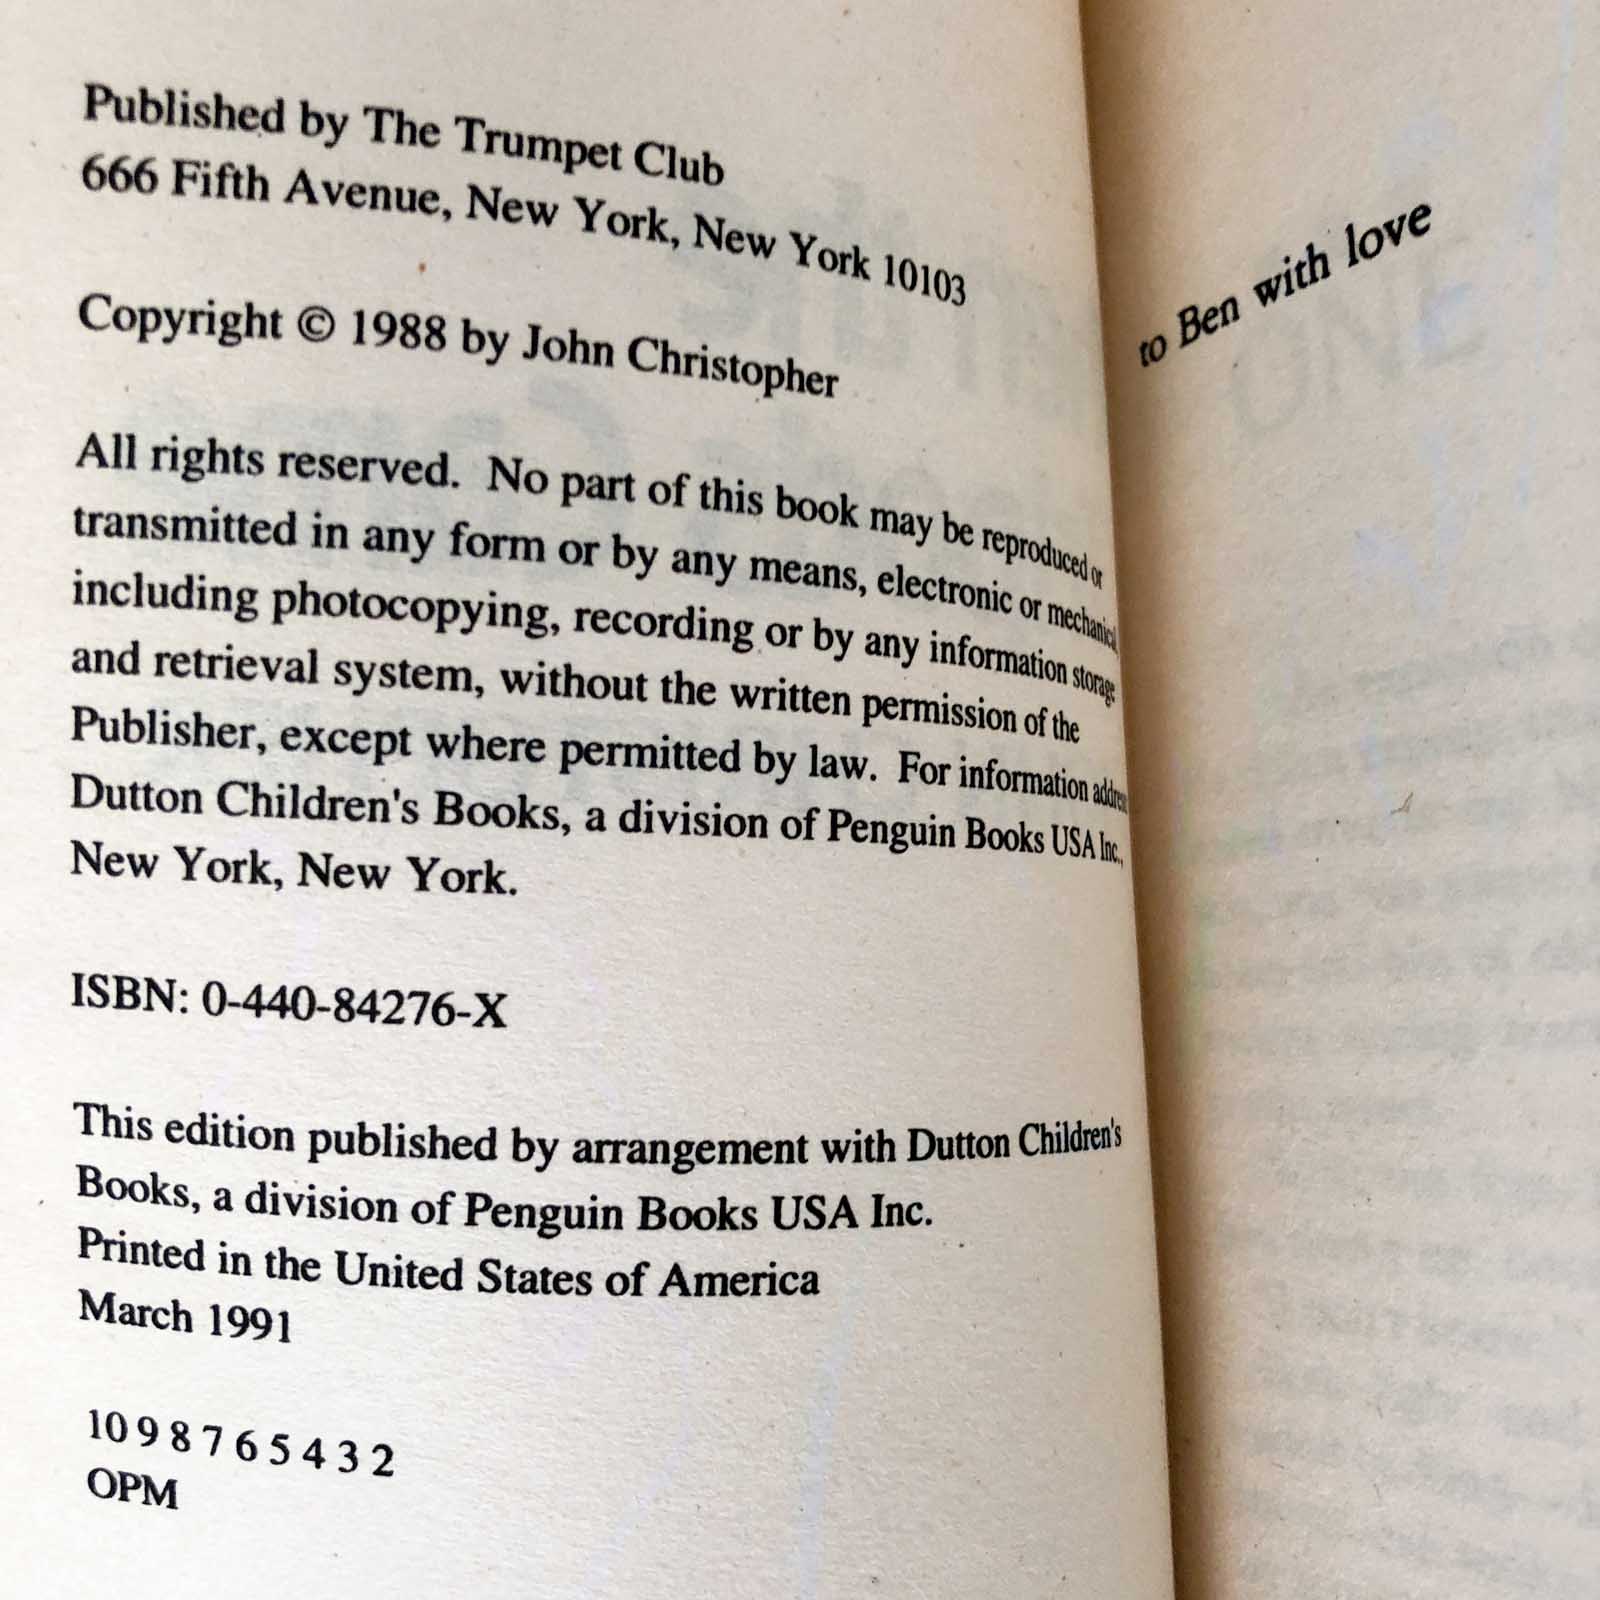 Published by The Trumpet Club
666 Fifth Avenue, New York, New York 10103
Copyright © 1988 by John Christopher
All rights reserved. No part of this book may be reproduced or
transmitted in any form or by any means, electronic or mechanical,
including photocopying, recording or by any information storage
and retrieval system, without the written permission of the
Publisher, except where permitted by law. For information address
Dutton Children's Books, a division of Penguin Books USA Inc.,
New York, New York.
ISBN: 0-440-84276-X
This edition published by arrangement with Dutton Children's
Books, a division of Penguin Books USA Inc.
Printed in the United States of America
March 1991
10 9 8 7 6 5 4 3 2
OPM
to Ben with love